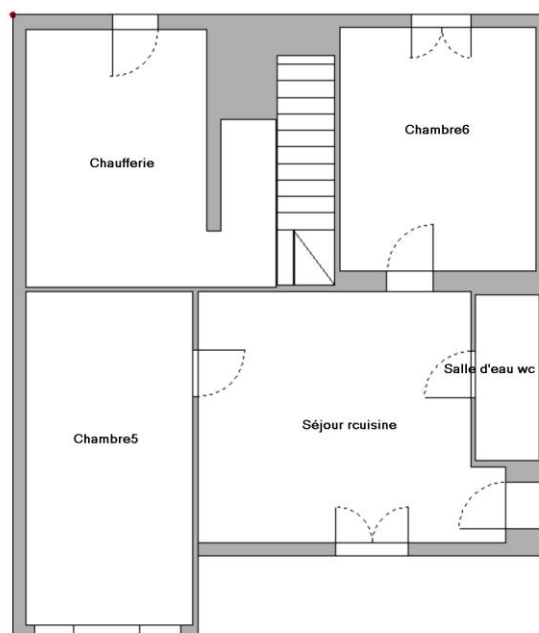 Chambre6
Chaufferie
Salle d'eau wc
Séjour rcuisine
Chambre5